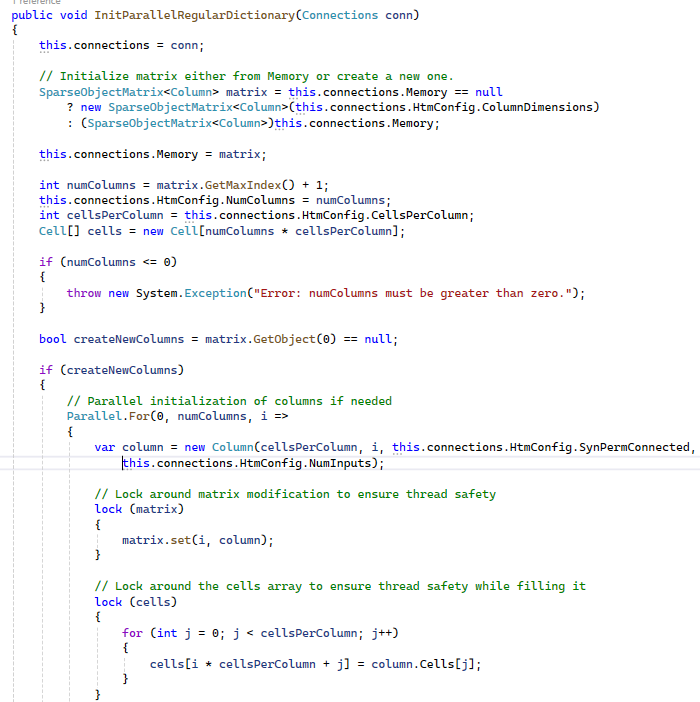 1 reference
public void InitParallelRegularDictionary(Connections conn)
{
    this.connections = conn;

    // Initialize matrix either from Memory or create a new one.
    SparseObjectMatrix<Column> matrix = this.connections.Memory == null
        ? new SparseObjectMatrix<Column>(this.connections.HtmConfig.ColumnDimensions)
        : (SparseObjectMatrix<Column>)this.connections.Memory;

    this.connections.Memory = matrix;

    int numColumns = matrix.GetMaxIndex() + 1;
    this.connections.HtmConfig.NumColumns = numColumns;
    int cellsPerColumn = this.connections.HtmConfig.CellsPerColumn;
    Cell[] cells = new Cell[numColumns * cellsPerColumn];

    if (numColumns <= 0)
    {
        throw new System.Exception("Error: numColumns must be greater than zero.");
    }

    bool createNewColumns = matrix.GetObject(0) == null;

    if (createNewColumns)
    {
        // Parallel initialization of columns if needed
        Parallel.For(0, numColumns, i =>
        {
            var column = new Column(cellsPerColumn, i, this.connections.HtmConfig.SynPermConnected,
                this.connections.HtmConfig.NumInputs);

            // Lock around matrix modification to ensure thread safety
            lock (matrix)
            {
                matrix.set(i, column);
            }

            // Lock around the cells array to ensure thread safety while filling it
            lock (cells)
            {
                for (int j = 0; j < cellsPerColumn; j++)
                {
                    cells[i * cellsPerColumn + j] = column.Cells[j];
                }
            }